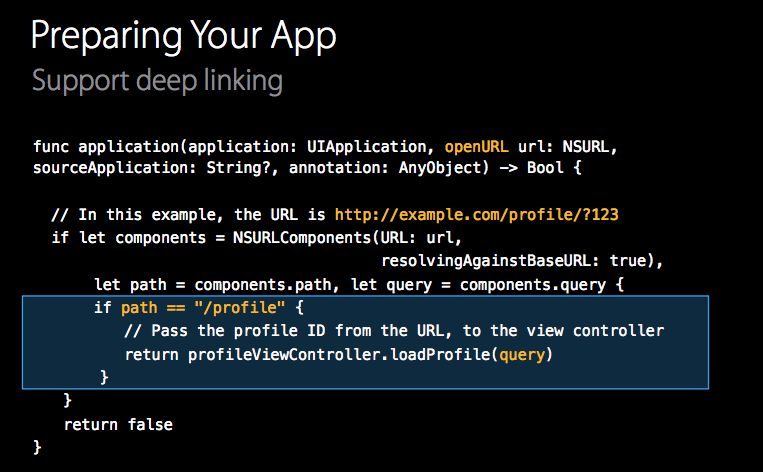 Preparing Your App
Support deep linking
func application(application: UIApplication, openURL url: NSURL,
sourceApplication: String?, annotation: AnyObject) -> Bool {
// In this example, the URL is http://example.com/profile/?123
if let components = NSURLComponents(URL: url,
resolvingAgainstBaseURL: true),
let path = components.path, let query = components.query {
if path == "/profile" {
// Pass the profile ID from the URL, to the view controller
return profileViewController.loadProfile(query)
}
}
return false
}